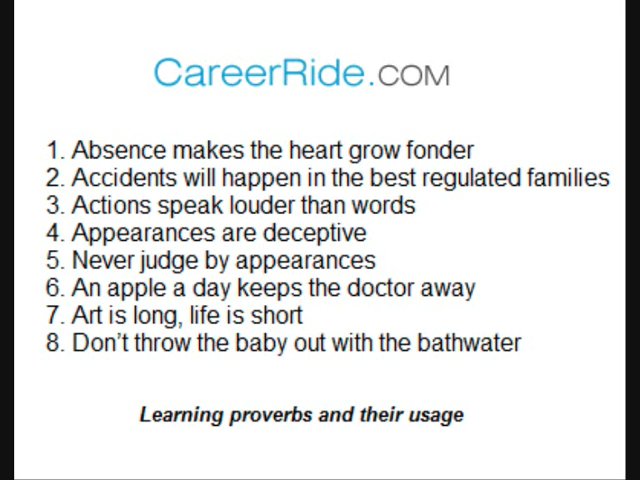 CareerRide.COM
1. Absence makes the heart grow fonder
2. Accidents will happen in the best regulated families
3. Actions speak louder than words
4. Appearances are deceptive
5. Never judge by appearances
6. An apple a day keeps the doctor away
7. Art is long, life is short
8. Don't throw the baby out with the bathwater
Learning proverbs and their usage